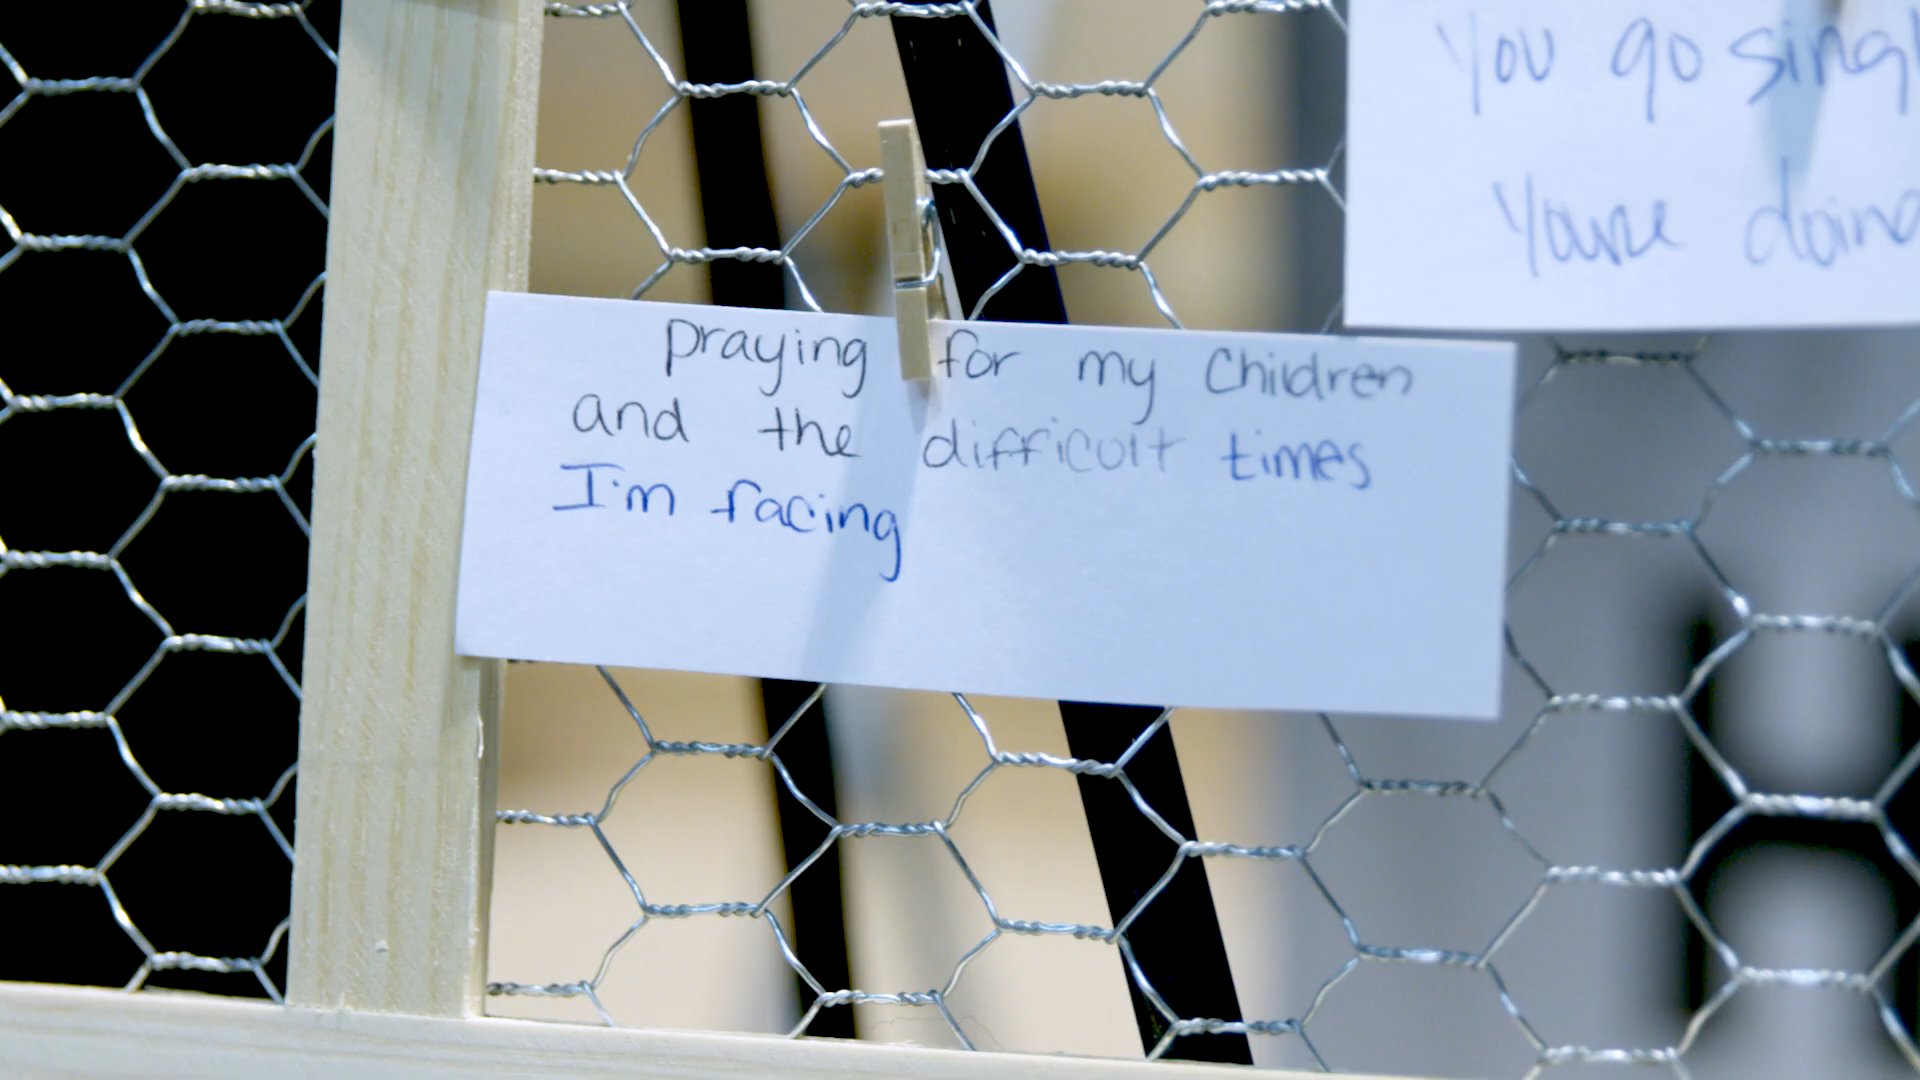 praying for my children
and the difficult times
I'm facing
You go
You're